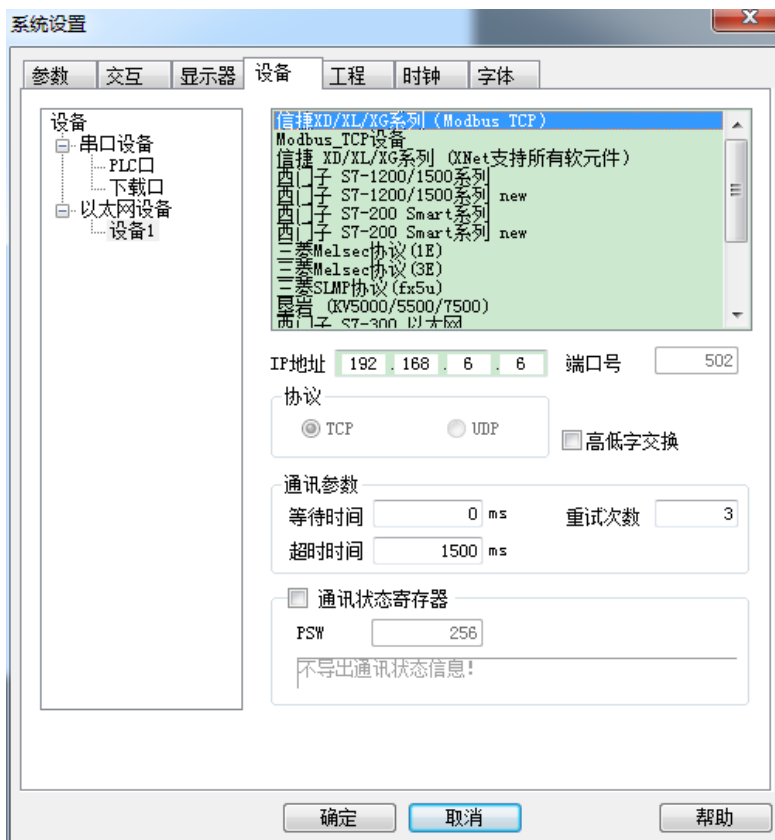 系统设置
参数 交互 显示器 设备 工程 时钟 字体
设备
串口设备
PLC口
下载口
以太网设备
设备1
信捷XD/XL/XG系列 (Modbus TCP)
Modbus_TCP设备
信捷 XD/XL/XG系列 (XNet支持所有软元件)
西门子 S7-1200/1500系列
西门子 S7-1200/1500系列 new
西门子 S7-200 Smart系列
西门子 S7-200 Smart系列 new
三菱Melsec协议(1E)
三菱Melsec协议(3E)
三菱SLMP协议(fx5u)
基岩 (KV5000/5500/7500)
西门子 S7-300 以太网
IP地址 192 . 168 . 6 . 6 端口号 502
协议
TCP UDP
高低字交换
通讯参数
等待时间 0 ms 重试次数 3
超时时间 1500 ms
通讯状态寄存器
PSW 256
不导出通讯状态信息!
确定 取消 帮助